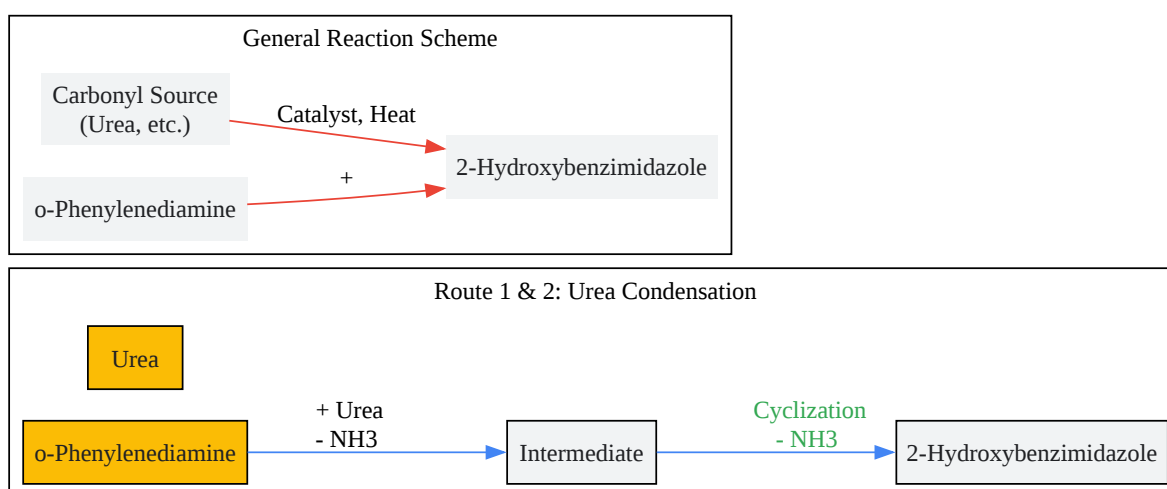 General Reaction Scheme
Carbonyl Source
(Urea, etc.)
Catalyst, Heat
2-Hydroxybenzimidazole
+
o-Phenylenediamine
Route 1 & 2: Urea Condensation
Urea
o-Phenylenediamine
+ Urea
- NH3
Intermediate
Cyclization
- NH3
2-Hydroxybenzimidazole